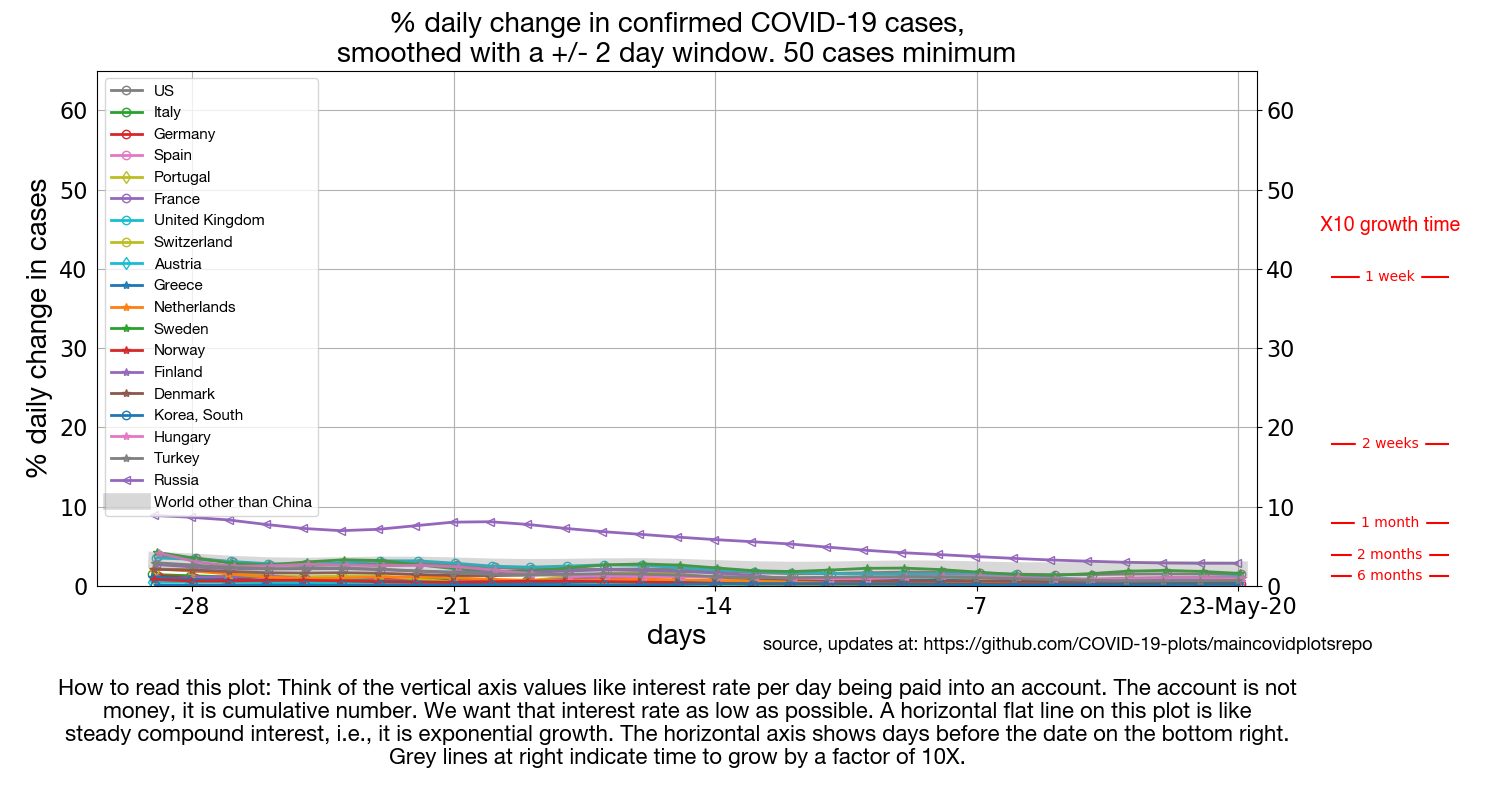 % daily change in confirmed COVID-19 cases,
smoothed with a +/- 2 day window. 50 cases minimum
% daily change in cases
60
50
40
30
20
10
0
US
Italy
Germany
Spain
Portugal
France
United Kingdom
Switzerland
Austria
Greece
Netherlands
Sweden
Norway
Finland
Denmark
Korea, South
Hungary
Turkey
Russia
World other than China
60
50
40
30
20
10
0
X10 growth time
1 week
2 weeks
1 month
2 months
6 months
-28
-21
-14
-7
23-May-20
days
source, updates at: https://github.com/COVID-19-plots/maincovidplotsrepo
How to read this plot: Think of the vertical axis values like interest rate per day being paid into an account. The account is not
money, it is cumulative number. We want that interest rate as low as possible. A horizontal flat line on this plot is like
steady compound interest, i.e., it is exponential growth. The horizontal axis shows days before the date on the bottom right.
Grey lines at right indicate time to grow by a factor of 10X.